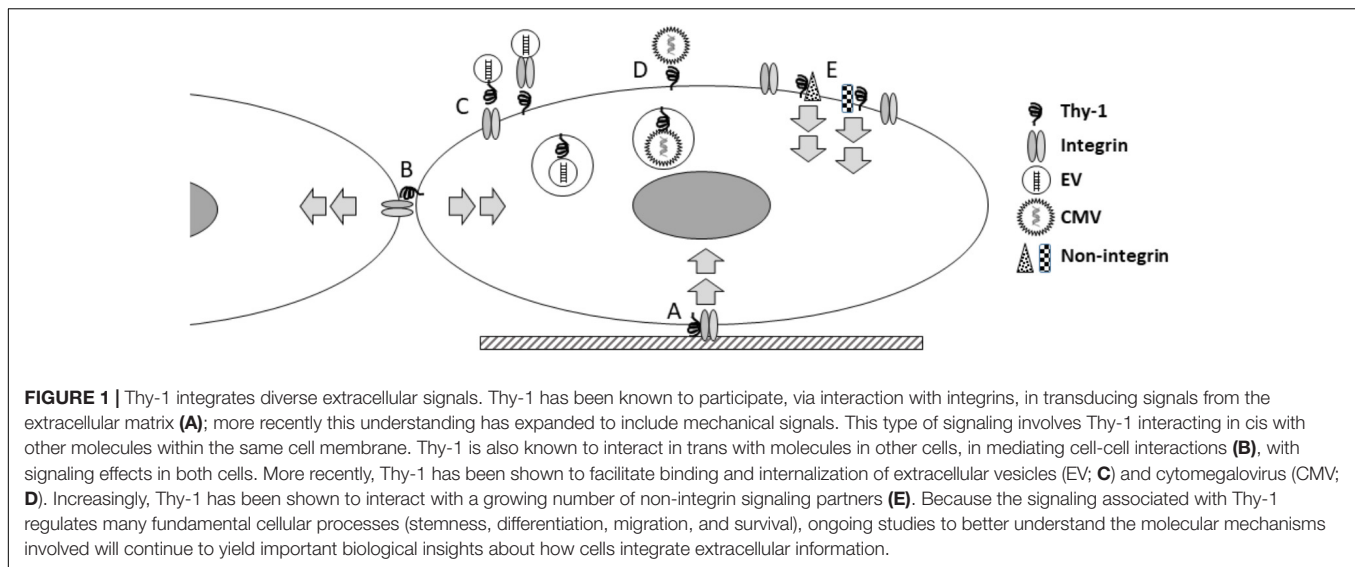 C
D
E
B
A
Thy-1
Integrin
EV
CMV
Non-integrin
FIGURE 1 | Thy-1 integrates diverse extracellular signals. Thy-1 has been known to participate, via interaction with integrins, in transducing signals from the
extracellular matrix (A); more recently this understanding has expanded to include mechanical signals. This type of signaling involves Thy-1 interacting in cis with
other molecules within the same cell membrane. Thy-1 is also known to interact in trans with molecules in other cells, in mediating cell-cell interactions (B), with
signaling effects in both cells. More recently, Thy-1 has been shown to facilitate binding and internalization of extracellular vesicles (EV; C) and cytomegalovirus (CMV;
D). Increasingly, Thy-1 has been shown to interact with a growing number of non-integrin signaling partners (E). Because the signaling associated with Thy-1
regulates many fundamental cellular processes (stemness, differentiation, migration, and survival), ongoing studies to better understand the molecular mechanisms
involved will continue to yield important biological insights about how cells integrate extracellular information.